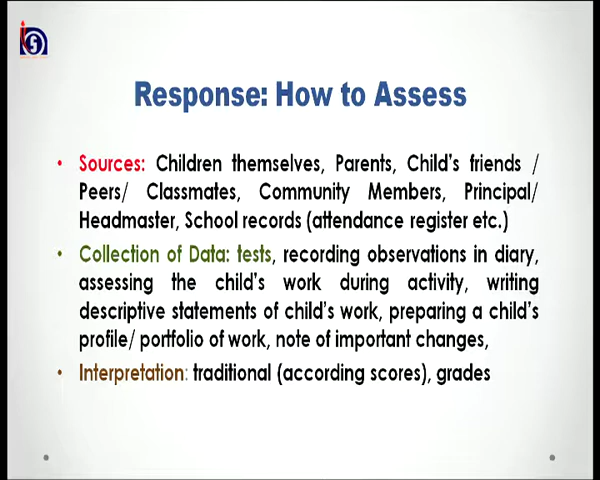 Response: How to Assess
• Sources: Children themselves, Parents, Child's friends /
Peers/ Classmates, Community Members, Principal/
Headmaster, School records (attendance register etc.)
• Collection of Data: tests, recording observations in diary,
assessing the child's work during activity, writing
descriptive statements of child's work, preparing a child's
profile/ portfolio of work, note of important changes,
• Interpretation: traditional (according scores), grades